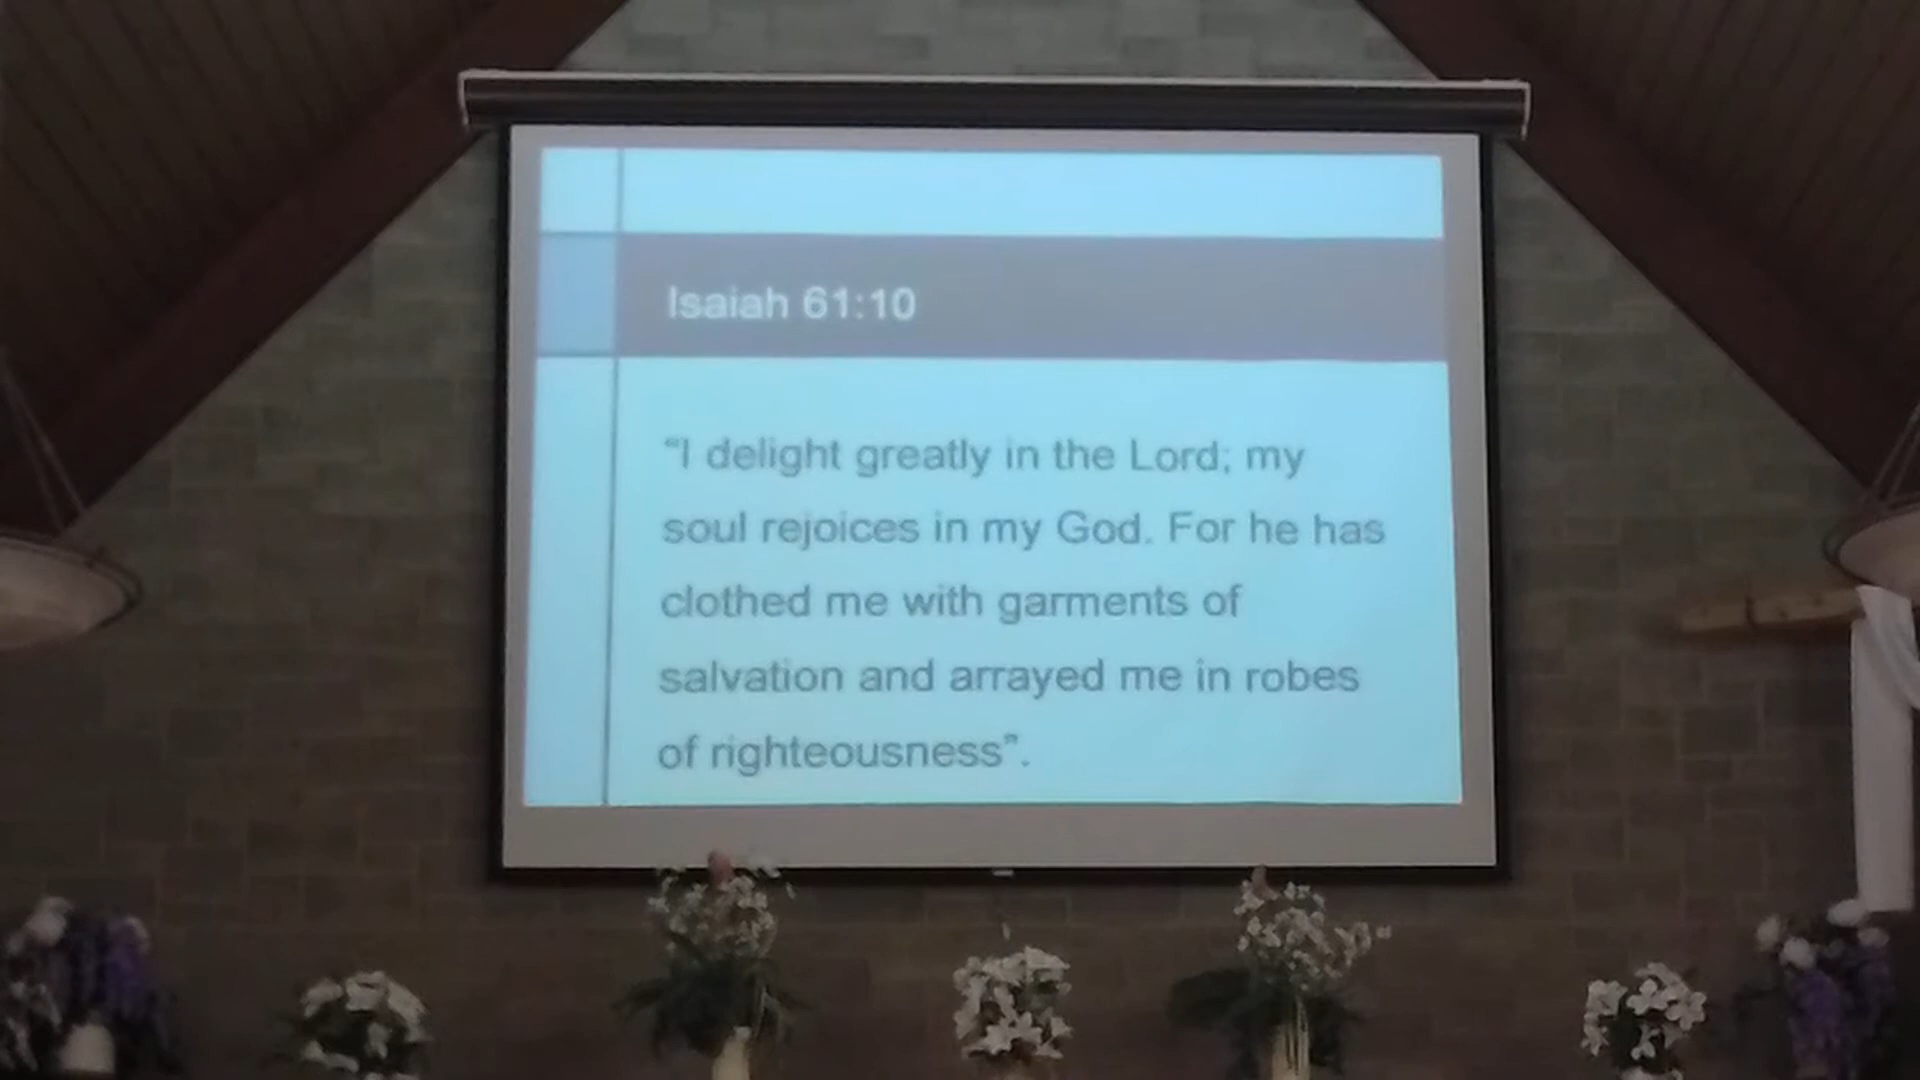 Isaiah 61:10
“I delight greatly in the Lord; my
soul rejoices in my God. For he has
clothed me with garments of
salvation and arrayed me in robes
of righteousness”.